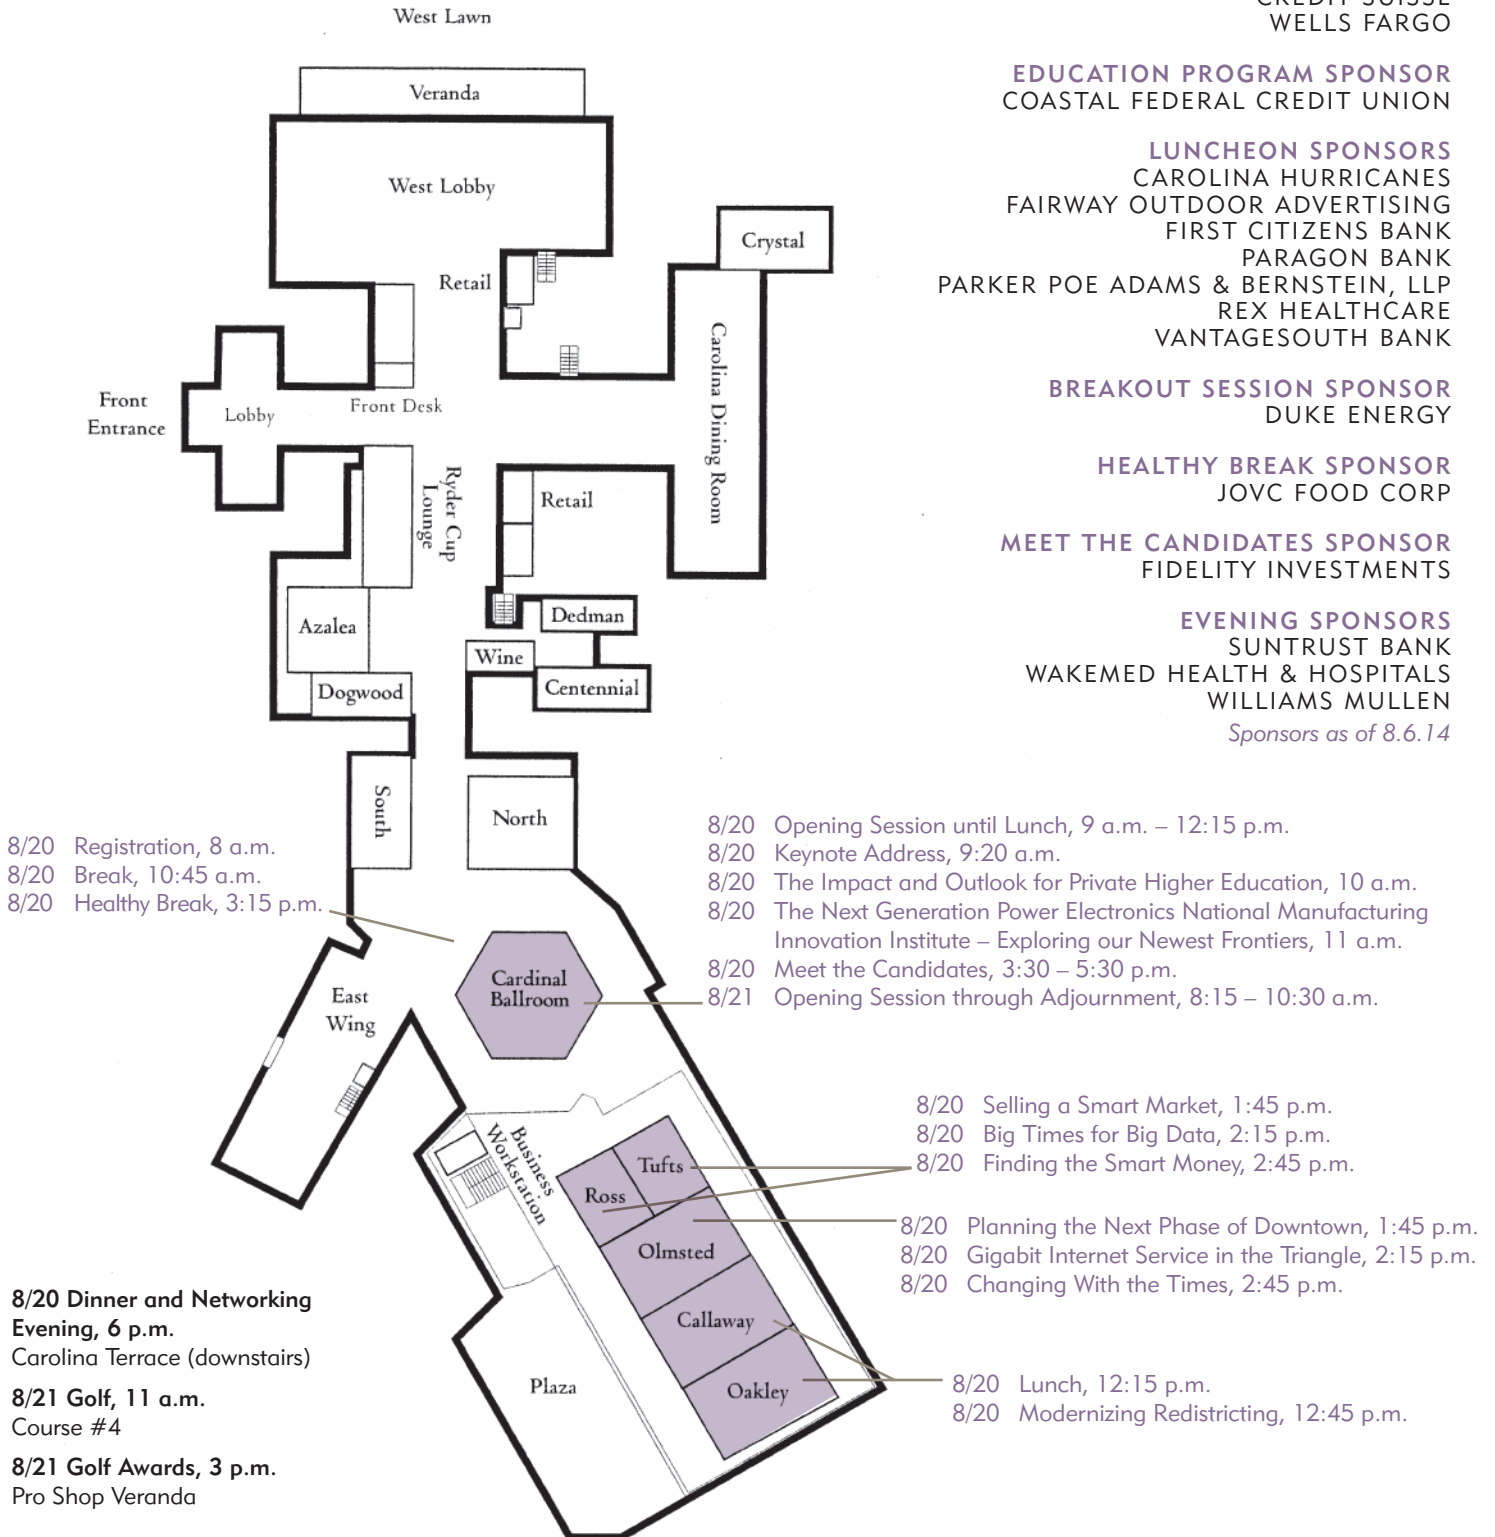 CREDIT SUISSE
WELLS FARGO
EDUCATION PROGRAM SPONSOR
COASTAL FEDERAL CREDIT UNION
LUNCHEON SPONSORS
CAROLINA HURRICANES
FAIRWAY OUTDOOR ADVERTISING
FIRST CITIZENS BANK
PARAGON BANK
PARKER POE ADAMS & BERNSTEIN, LLP
REX HEALTHCARE
VANTAGESOUTH BANK
BREAKOUT SESSION SPONSOR
DUKE ENERGY
HEALTHY BREAK SPONSOR
JOVC FOOD CORP
MEET THE CANDIDATES SPONSOR
FIDELITY INVESTMENTS
EVENING SPONSORS
SUNTRUST BANK
WAKEMED HEALTH & HOSPITALS
WILLIAMS MULLEN
Sponsors as of 8.6.14
West Lawn
Veranda
West Lobby
Retail
Crystal
Carolina Dining Room
Front
Entrance
Lobby
Front Desk
Ryder Cup
Lounge
Retail
Azalea
Dedman
Wine
Centennial
Dogwood
South
North
8/20 Registration, 8 a.m.
8/20 Break, 10:45 a.m.
8/20 Healthy Break, 3:15 p.m.
8/20 Opening Session until Lunch, 9 a.m. – 12:15 p.m.
8/20 Keynote Address, 9:20 a.m.
8/20 The Impact and Outlook for Private Higher Education, 10 a.m.
8/20 The Next Generation Power Electronics National Manufacturing
Innovation Institute – Exploring our Newest Frontiers, 11 a.m.
8/20 Meet the Candidates, 3:30 – 5:30 p.m.
8/21 Opening Session through Adjournment, 8:15 – 10:30 a.m.
Cardinal
Ballroom
East
Wing
Business
Workstation
Tufts
Ross
Olmsted
Callaway
Oakley
Plaza
8/20 Selling a Smart Market, 1:45 p.m.
8/20 Big Times for Big Data, 2:15 p.m.
8/20 Finding the Smart Money, 2:45 p.m.
8/20 Planning the Next Phase of Downtown, 1:45 p.m.
8/20 Gigabit Internet Service in the Triangle, 2:15 p.m.
8/20 Changing With the Times, 2:45 p.m.
8/20 Lunch, 12:15 p.m.
8/20 Modernizing Redistricting, 12:45 p.m.
8/20 Dinner and Networking
Evening, 6 p.m.
Carolina Terrace (downstairs)
8/21 Golf, 11 a.m.
Course #4
8/21 Golf Awards, 3 p.m.
Pro Shop Veranda